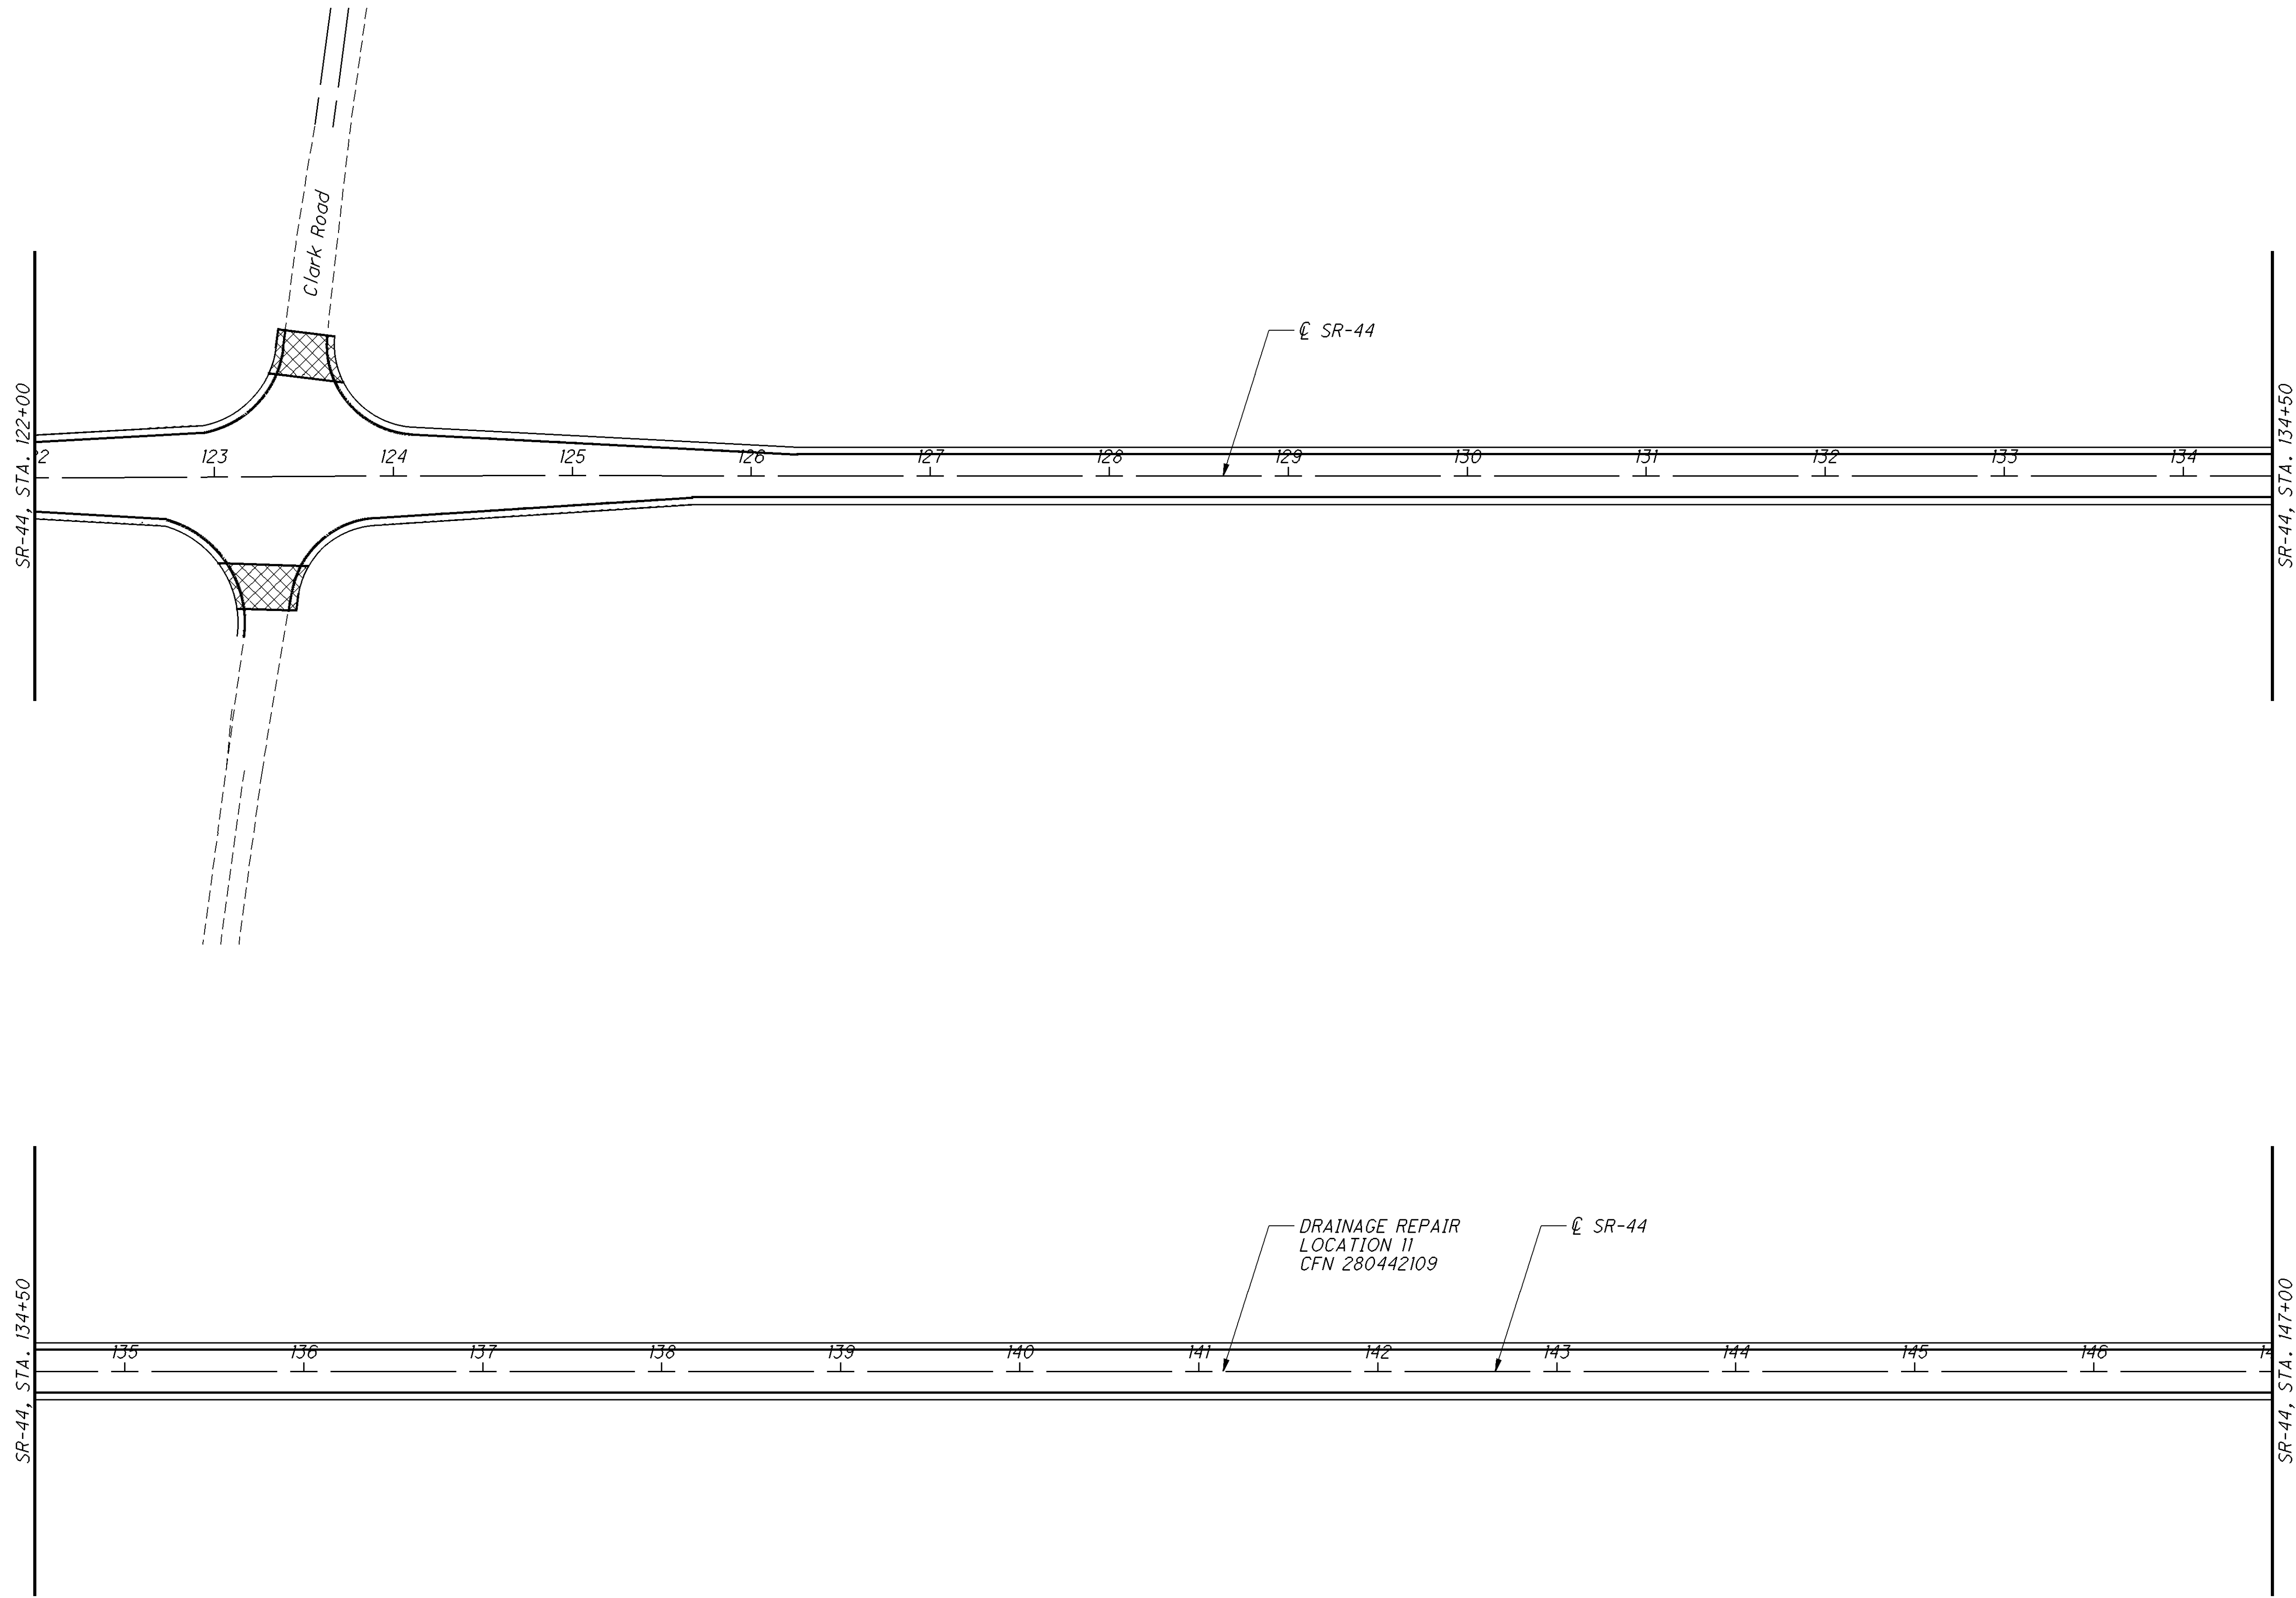 Clark Road
℄ SR-44
SR-44, STA. 122+00
22 123 124 125 126 127 128 129 130 131 132 133 134
SR-44, STA. 134+50
DRAINAGE REPAIR
LOCATION 11
CFN 280442109
℄ SR-44
SR-44, STA. 134+50
135 136 137 138 139 140 141 142 143 144 145 146 14
SR-44, STA. 147+00